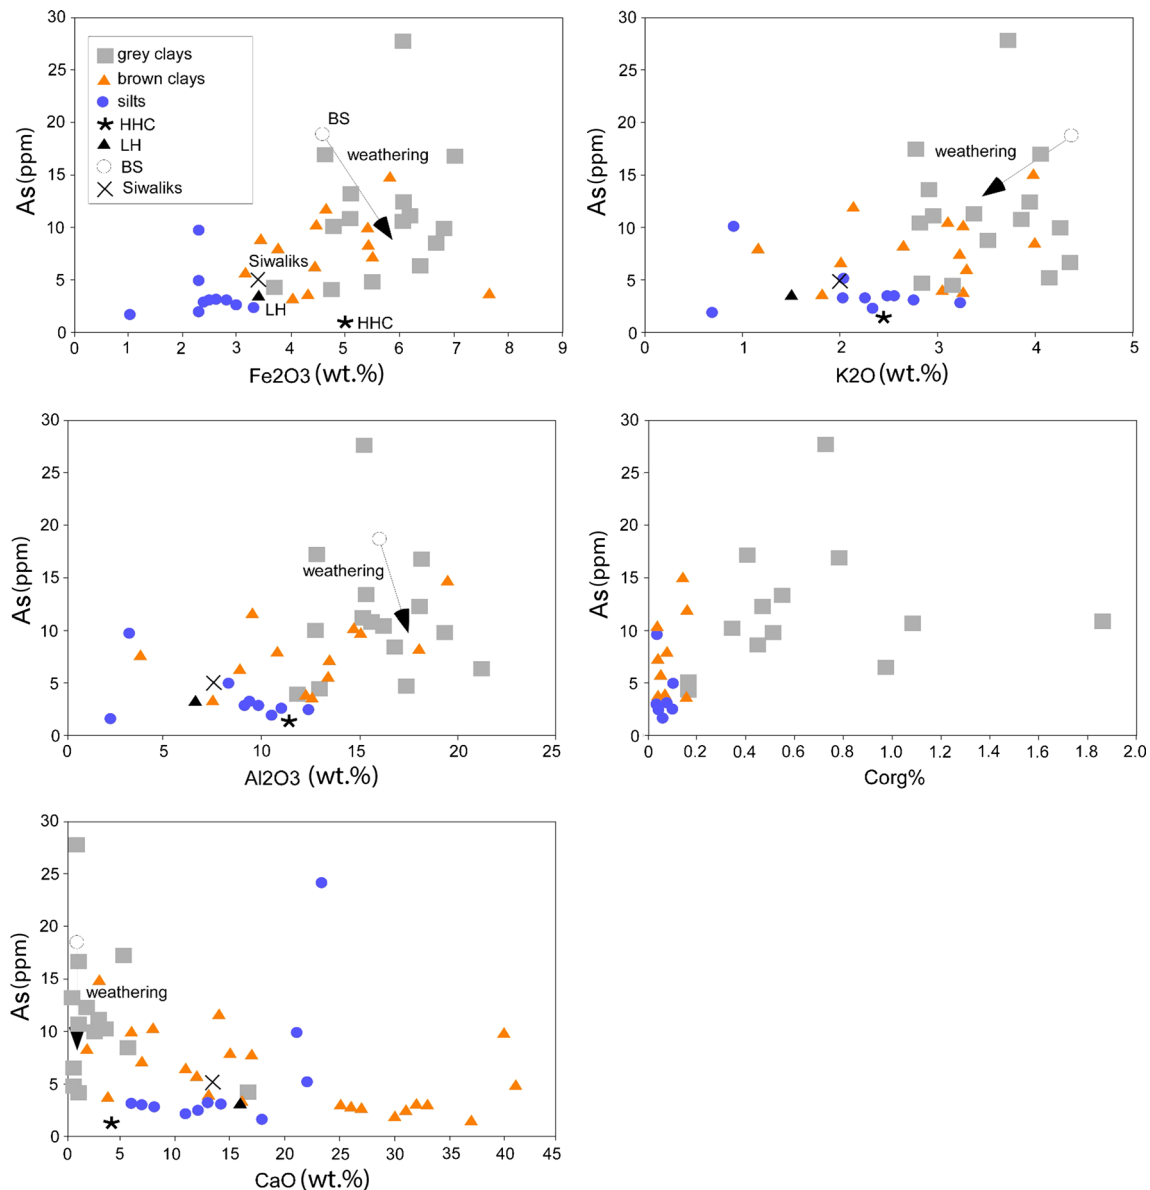 30
25
20
15
10
5
0
As(ppm)
grey clays
brown clays
silts
HHC
LH
BS
Siwaliks
BS
weathering
Siwaliks
LH
HHC
0 1 2 3 4 5 6 7 8 9
Fe2O3 (wt.%)
30
25
20
15
10
5
0
As(ppm)
weathering
0 1 2 3 4 5
K2O (wt.%)
30
25
20
15
10
5
0
As(ppm)
weathering
0 5 10 15 20 25
Al2O3 (wt.%)
30
25
20
15
10
5
0
As(ppm)
0 0.2 0.4 0.6 0.8 1.0 1.2 1.4 1.6 1.8 2.0
Corg%
30
25
20
15
10
5
0
As(ppm)
weathering
0 5 10 15 20 25 30 35 40 45
CaO (wt.%)